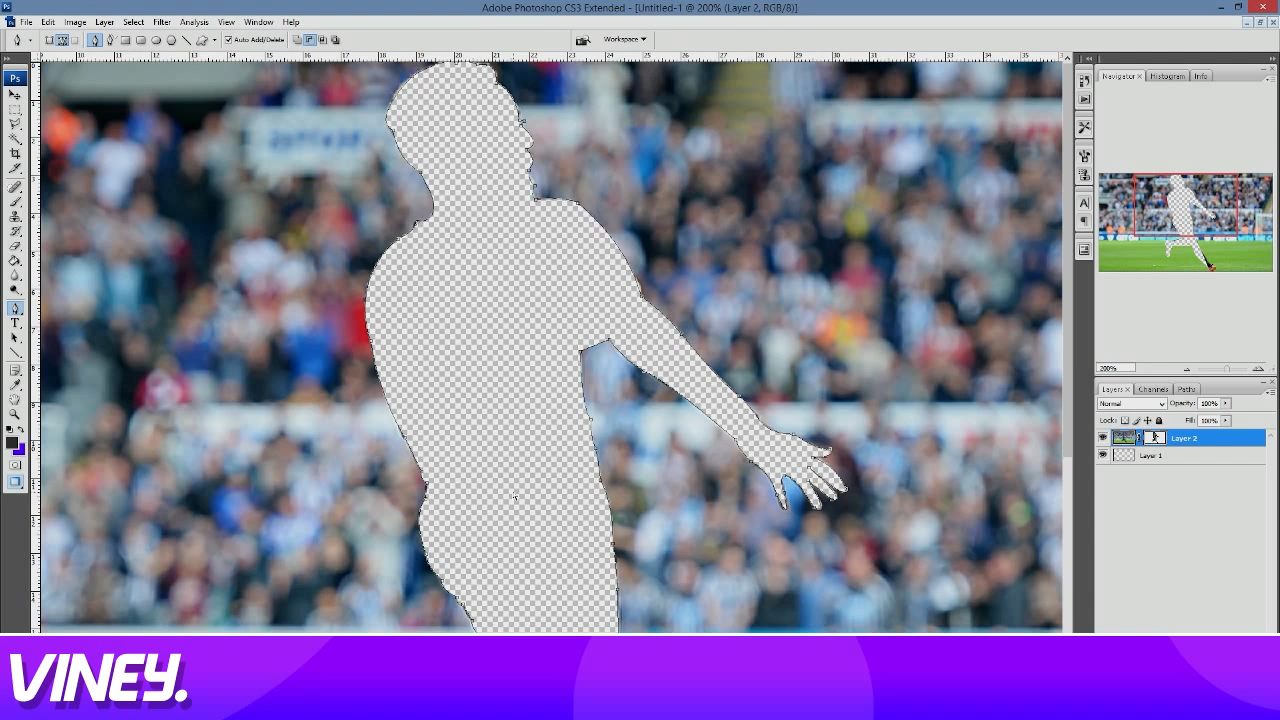 Adobe Photoshop CS3 Extended - [Untitled-1 @ 200% (Layer 2, RGB/8)]
File Edit Image Layer Select Filter Analysis View Window Help
Auto Add/Delete
Workspace
Ps
Navigator Histogram Info
200%
Layers Channels Paths
Normal Opacity: 100%
Lock: Fill: 100%
Layer 2
Layer 1
VINEY.